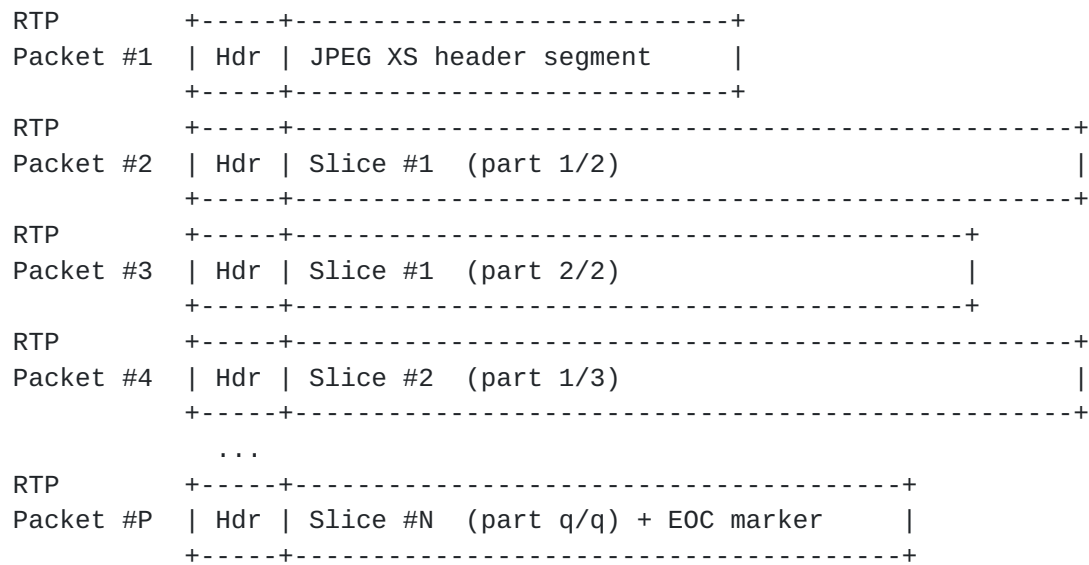 RTP           +-----+----------------------------+
Packet #1  | Hdr | JPEG XS header segment     |
           +-----+----------------------------+
RTP        +-----+--------------------------------------------------+
Packet #2  | Hdr | Slice #1  (part 1/2)                             |
           +-----+--------------------------------------------------+
RTP        +-----+-------------------------------------------+
Packet #3  | Hdr | Slice #1  (part 2/2)                      |
           +-----+-------------------------------------------+
RTP        +-----+--------------------------------------------------+
Packet #4  | Hdr | Slice #2  (part 1/3)                             |
           +-----+--------------------------------------------------+
             ...
RTP        +-----+---------------------------------------+
Packet #P  | Hdr | Slice #N  (part q/q) + EOC marker     |
           +-----+---------------------------------------+